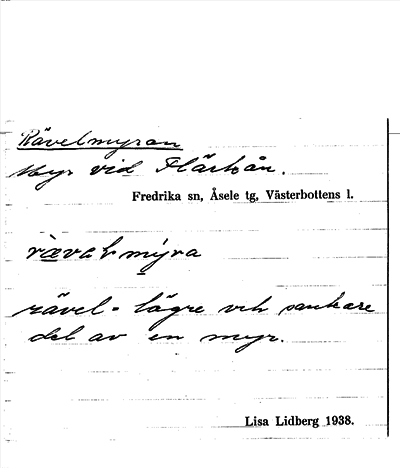 Rävelmyran
Myr vid Flärkån.
Fredrika sn, Åsele tg, Västerbottens l.
rævalmýra
rävel = lägre och sankare
del av en myr.
Lisa Lidberg 1938.